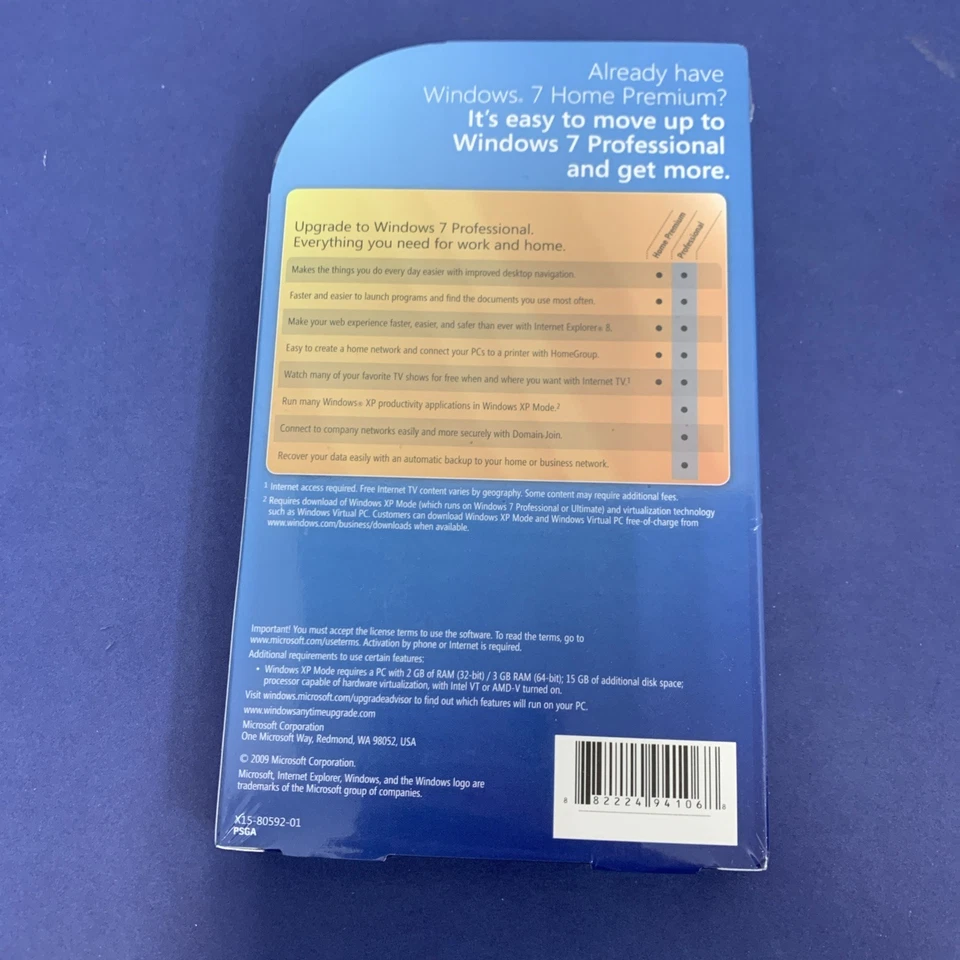 Already have
Windows® 7 Home Premium?
It's easy to move up to
Windows 7 Professional
and get more.
Upgrade to Windows 7 Professional.
Everything you need for work and home.
Home Premium
Professional
Makes the things you do every day easier with improved desktop navigation.
Faster and easier to launch programs and find the documents you use most often.
Make your web experience faster, easier, and safer than ever with Internet Explorer® 8.
Easy to create a home network and connect your PCs to a printer with HomeGroup.
Watch many of your favorite TV shows for free when and where you want with Internet TV.¹
Run many Windows® XP productivity applications in Windows XP Mode.²
Connect to company networks easily and more securely with Domain Join.
Recover your data easily with an automatic backup to your home or business network.
¹ Internet access required. Free Internet TV content varies by geography. Some content may require additional fees.
² Requires download of Windows XP Mode (which runs on Windows 7 Professional or Ultimate) and virtualization technology
such as Windows Virtual PC. Customers can download Windows XP Mode and Windows Virtual PC free-of-charge from
www.windows.com/business/downloads when available.
Important! You must accept the license terms to use the software. To read the terms, go to
www.microsoft.com/useterms. Activation by phone or Internet is required.
Additional requirements to use certain features:
• Windows XP Mode requires a PC with 2 GB of RAM (32-bit) / 3 GB RAM (64-bit); 15 GB of additional disk space;
processor capable of hardware virtualization, with Intel VT or AMD-V turned on.
Visit windows.microsoft.com/upgradeadvisor to find out which features will run on your PC.
www.windowsanytimeupgrade.com
Microsoft Corporation
One Microsoft Way, Redmond, WA 98052, USA
© 2009 Microsoft Corporation.
Microsoft, Internet Explorer, Windows, and the Windows logo are
trademarks of the Microsoft group of companies.
X15-80592-01
PSGA
8 82224 94106 8